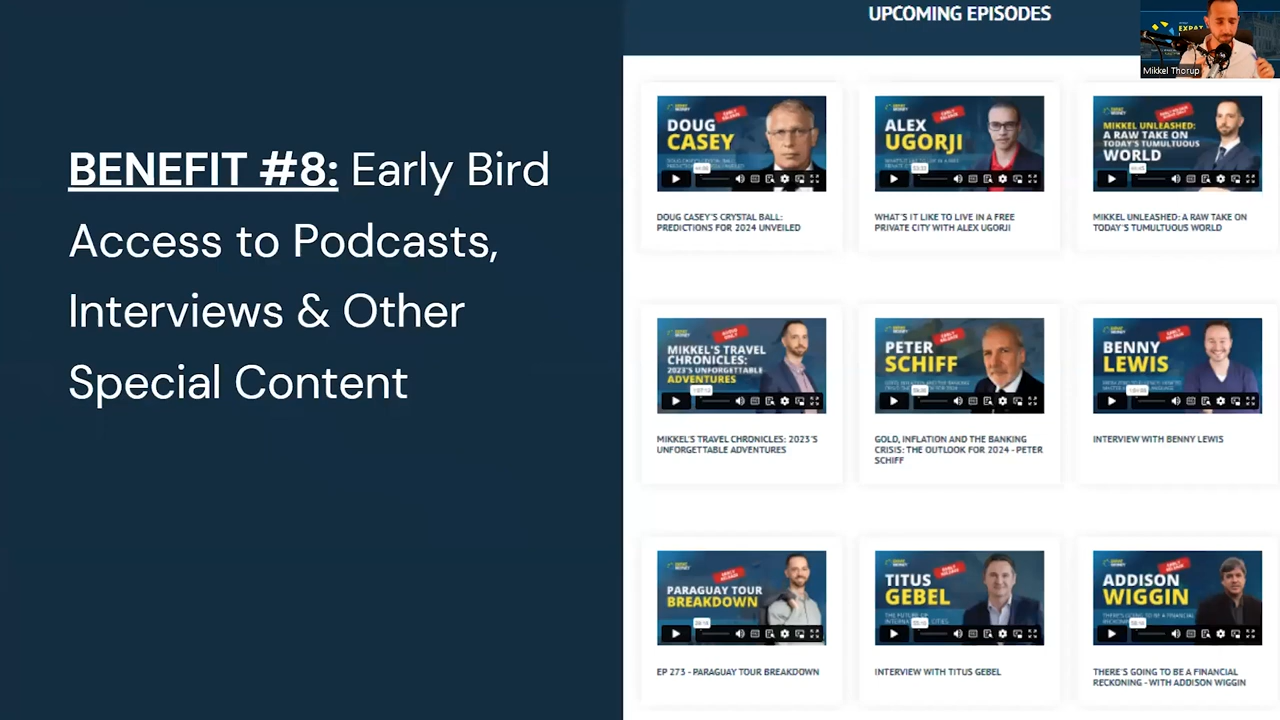 UPCOMING EPISODES
EXPAT
Mikkel Thorup
BENEFIT #8: Early Bird
Access to Podcasts,
Interviews & Other
Special Content
DOUG
CASEY
DOUG CASEY'S CRYSTAL BALL:
PREDICTIONS FOR 2024 UNVEILED
ALEX
UGORJI
WHAT'S IT LIKE TO LIVE IN A FREE
PRIVATE CITY WITH ALEX UGORJI
MIKKEL UNLEASHED:
A RAW TAKE ON
TODAY'S TUMULTUOUS
WORLD
MIKKEL UNLEASHED: A RAW TAKE ON
TODAY'S TUMULTUOUS WORLD
MIKKEL'S TRAVEL
CHRONICLES:
2023'S UNFORGETTABLE
ADVENTURES
MIKKEL'S TRAVEL CHRONICLES: 2023'S
UNFORGETTABLE ADVENTURES
PETER
SCHIFF
GOLD, INFLATION AND THE BANKING
CRISIS: THE OUTLOOK FOR 2024 - PETER
SCHIFF
BENNY
LEWIS
INTERVIEW WITH BENNY LEWIS
PARAGUAY TOUR
BREAKDOWN
EP 273 - PARAGUAY TOUR BREAKDOWN
TITUS
GEBEL
INTERVIEW WITH TITUS GEBEL
ADDISON
WIGGIN
THERE'S GOING TO BE A FINANCIAL
RECKONING - WITH ADDISON WIGGIN